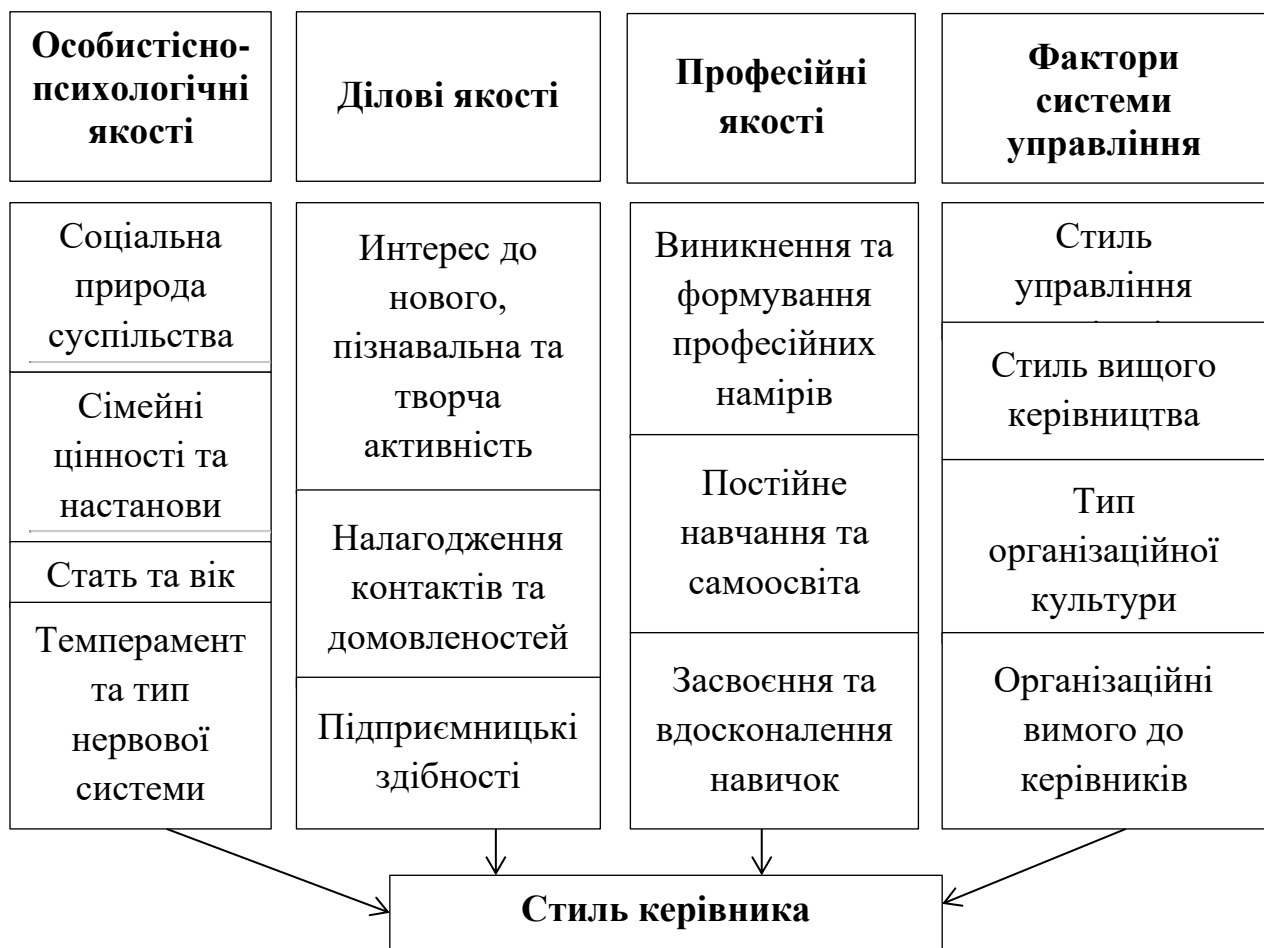 Особистісно-
психологічні
якості
Ділові якості
Професійні
якості
Фактори
системи
управління
Соціальна
природа
суспільства
Сімейні
цінності та
настанови
Стать та вік
Темперамент
та тип
нервової
системи
Интерес до
нового,
пізнавальна та
творча
активність
Налагодження
контактів та
домовленостей
Підприємницькі
здібності
Виникнення та
формування
професійних
намірів
Постійне
навчання та
самоосвіта
Засвоєння та
вдосконалення
навичок
Стиль
управління
Стиль вищого
керівництва
Тип
організаційної
культури
Організаційні
вимого до
керівників
Стиль керівника